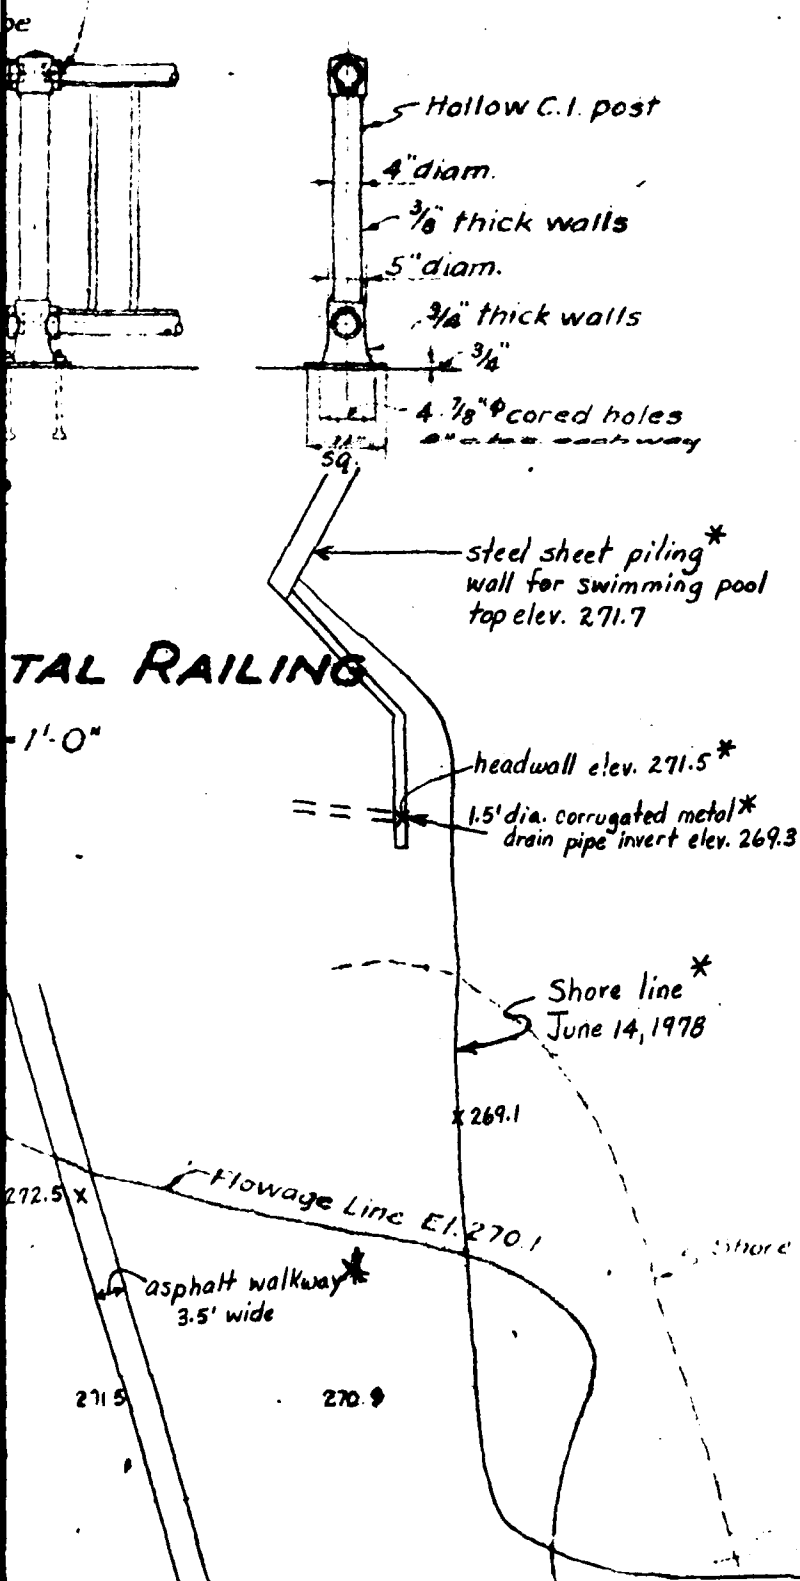 Hollow C.I. post
4" diam.
3/8" thick walls
5" diam.
3/4" thick walls
3/4"
4 7/8"ϕ cored holes
each way
sq.
steel sheet piling*
wall for swimming pool
top elev. 271.7
TAL RAILING
1'-0"
headwall elev. 271.5*
1.5' dia. corrugated metal*
drain pipe invert elev. 269.3
Shore line*
June 14, 1978
x 269.1
Flowage Line El. 270.1
272.5 x
Shore
asphalt walkway*
3.5' wide
271.5
270.9